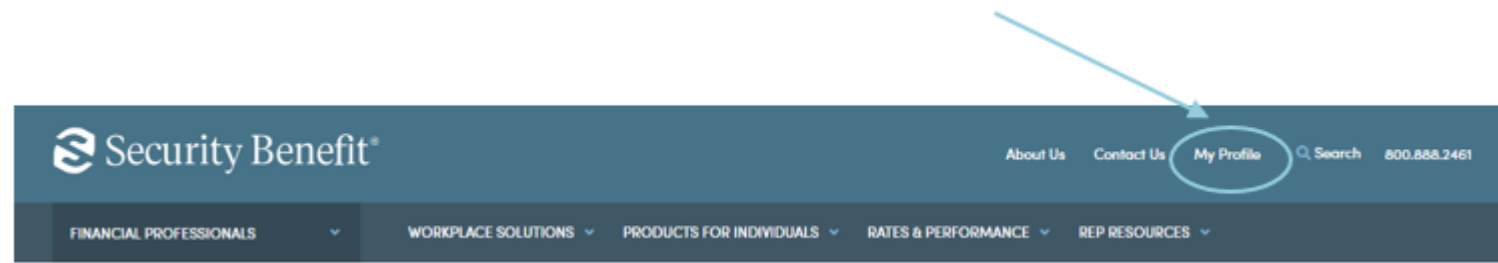 Security Benefit®
About Us Contact Us My Profile Search 800.888.2461
FINANCIAL PROFESSIONALS WORKPLACE SOLUTIONS PRODUCTS FOR INDIVIDUALS RATES & PERFORMANCE REP RESOURCES